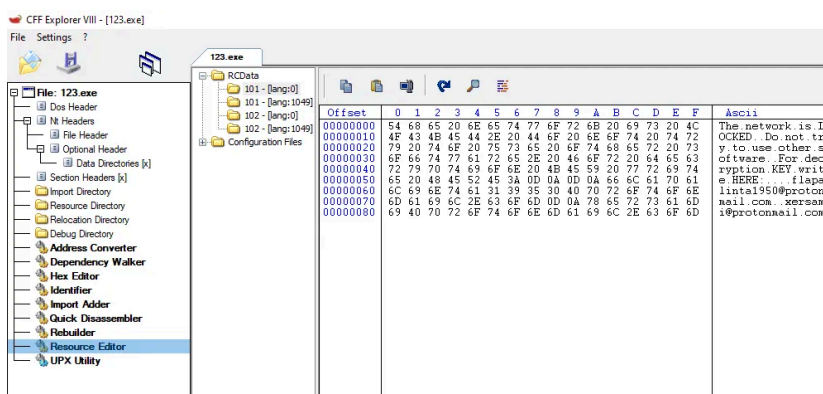 CFF Explorer VIII - [123.exe]
File Settings ?
123.exe
File: 123.exe
Dos Header
Nt Headers
File Header
Optional Header
Data Directories [x]
Section Headers [x]
Import Directory
Resource Directory
Relocation Directory
Debug Directory
Address Converter
Dependency Walker
Hex Editor
Identifier
Import Adder
Quick Disassembler
Rebuilder
Resource Editor
UPX Utility
RCData
101 - [lang:0]
101 - [lang:1049]
102 - [lang:0]
102 - [lang:1049]
Configuration Files
Offset 0 1 2 3 4 5 6 7 8 9 A B C D E F Ascii
00000000 54 68 65 20 6E 65 74 77 6F 72 6B 20 69 73 20 4C The.network.is.L
00000010 4F 43 4B 45 44 2E 20 44 6F 20 6E 6F 74 20 74 72 OCKED..Do.not.tr
00000020 79 20 74 6F 20 75 73 65 20 6F 74 68 65 72 20 73 y.to.use.other.s
00000030 6F 66 74 77 61 72 65 2E 20 46 6F 72 20 64 65 63 oftware..For.dec
00000040 72 79 70 74 69 6F 6E 20 4B 45 59 20 77 72 69 74 ryption.KEY.writ
00000050 65 20 48 45 52 45 3A 0D 0A 0D 0A 66 6C 61 70 61 e.HERE:....flapa
00000060 6C 69 6E 74 61 31 39 35 30 40 70 72 6F 74 6F 6E linta1950@proton
00000070 6D 61 69 6C 2E 63 6F 6D 0D 0A 78 65 72 73 61 6D mail.com..xersam
00000080 69 40 70 72 6F 74 6F 6E 6D 61 69 6C 2E 63 6F 6D i@protonmail.com